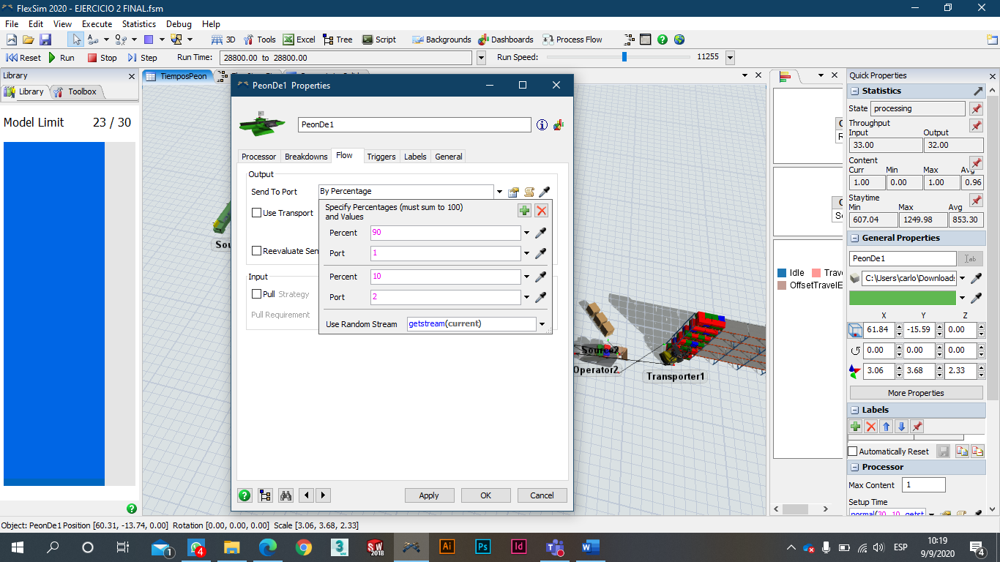 FlexSim 2020 - EJERCICIO 2 FINAL.fsm
File Edit View Execute Statistics Debug Help
3D Tools Excel Tree Script Backgrounds Dashboards Process Flow
Reset Run Stop Step Run Time: 28800.00 to 28800.00 Run Speed: 11255
Library
Library Toolbox
Model Limit 23 / 30
TiemposPeon
PeonDe1 Properties
PeonDe1
Processor Breakdowns Flow Triggers Labels General
Output
Send To Port By Percentage
Use Transport
Specify Percentages (must sum to 100)
and Values
Percent 90
Port 1
Reevaluate Sen
Percent 10
Port 2
Input
Pull Strategy
Pull Requirement
Use Random Stream getstream(current)
Apply OK Cancel
Source2
Operator2
Transporter1
Idle Trav
OffsetTravelE
Quick Properties
Statistics
State processing
Throughput
Input Output
33.00 32.00
Content
Curr Min Max Avg
1.00 0.00 1.00 0.96
Staytime
Min Max Avg
607.04 1249.98 853.30
General Properties
PeonDe1
C:\Users\carlo\Downloads
X Y Z
61.84 -15.59 0.00
0.00 0.00 0.00
3.06 3.68 2.33
More Properties
Labels
Automatically Reset
Processor
Max Content 1
Setup Time
normal(30, 10, getst
Object: PeonDe1 Position [60.31, -13.74, 0.00] Rotation [0.00, 0.00, 0.00] Scale [3.06, 3.68, 2.33]
1 4 3 SW 2018 Ai Ps Id ESP 10:19
9/9/2020 4